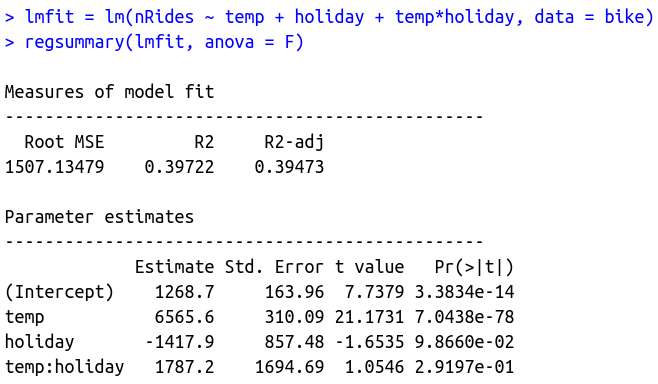 > lmfit = lm(nRides ~ temp + holiday + temp*holiday, data = bike)
> regsummary(lmfit, anova = F)
Measures of model fit
------------------------------------------------
Root MSE R2 R2-adj
1507.13479 0.39722 0.39473
Parameter estimates
------------------------------------------------
Estimate Std. Error t value Pr(>|t|)
(Intercept) 1268.7 163.96 7.7379 3.3834e-14
temp 6565.6 310.09 21.1731 7.0438e-78
holiday -1417.9 857.48 -1.6535 9.8660e-02
temp:holiday 1787.2 1694.69 1.0546 2.9197e-01